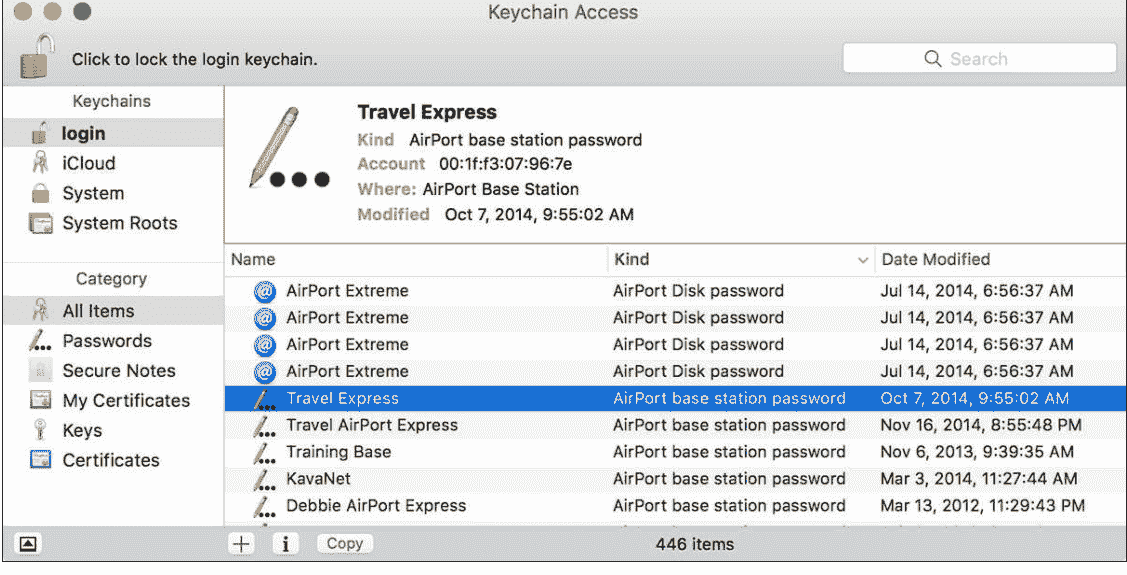 Keychain Access
Click to lock the login keychain.
Search
Keychains
login
iCloud
System
System Roots
Category
All Items
Passwords
Secure Notes
My Certificates
Keys
Certificates
Travel Express
Kind AirPort base station password
Account 00:1f:f3:07:96:7e
Where: AirPort Base Station
Modified Oct 7, 2014, 9:55:02 AM
Name Kind Date Modified
AirPort Extreme AirPort Disk password Jul 14, 2014, 6:56:37 AM
AirPort Extreme AirPort Disk password Jul 14, 2014, 6:56:37 AM
AirPort Extreme AirPort Disk password Jul 14, 2014, 6:56:37 AM
AirPort Extreme AirPort Disk password Jul 14, 2014, 6:56:37 AM
Travel Express AirPort base station password Oct 7, 2014, 9:55:02 AM
Travel AirPort Express AirPort base station password Nov 16, 2014, 8:55:48 PM
Training Base AirPort base station password Nov 6, 2013, 9:39:35 AM
KavaNet AirPort base station password Mar 3, 2014, 11:27:44 AM
Debbie AirPort Express AirPort base station password Mar 13, 2012, 11:29:43 PM
Copy
446 items